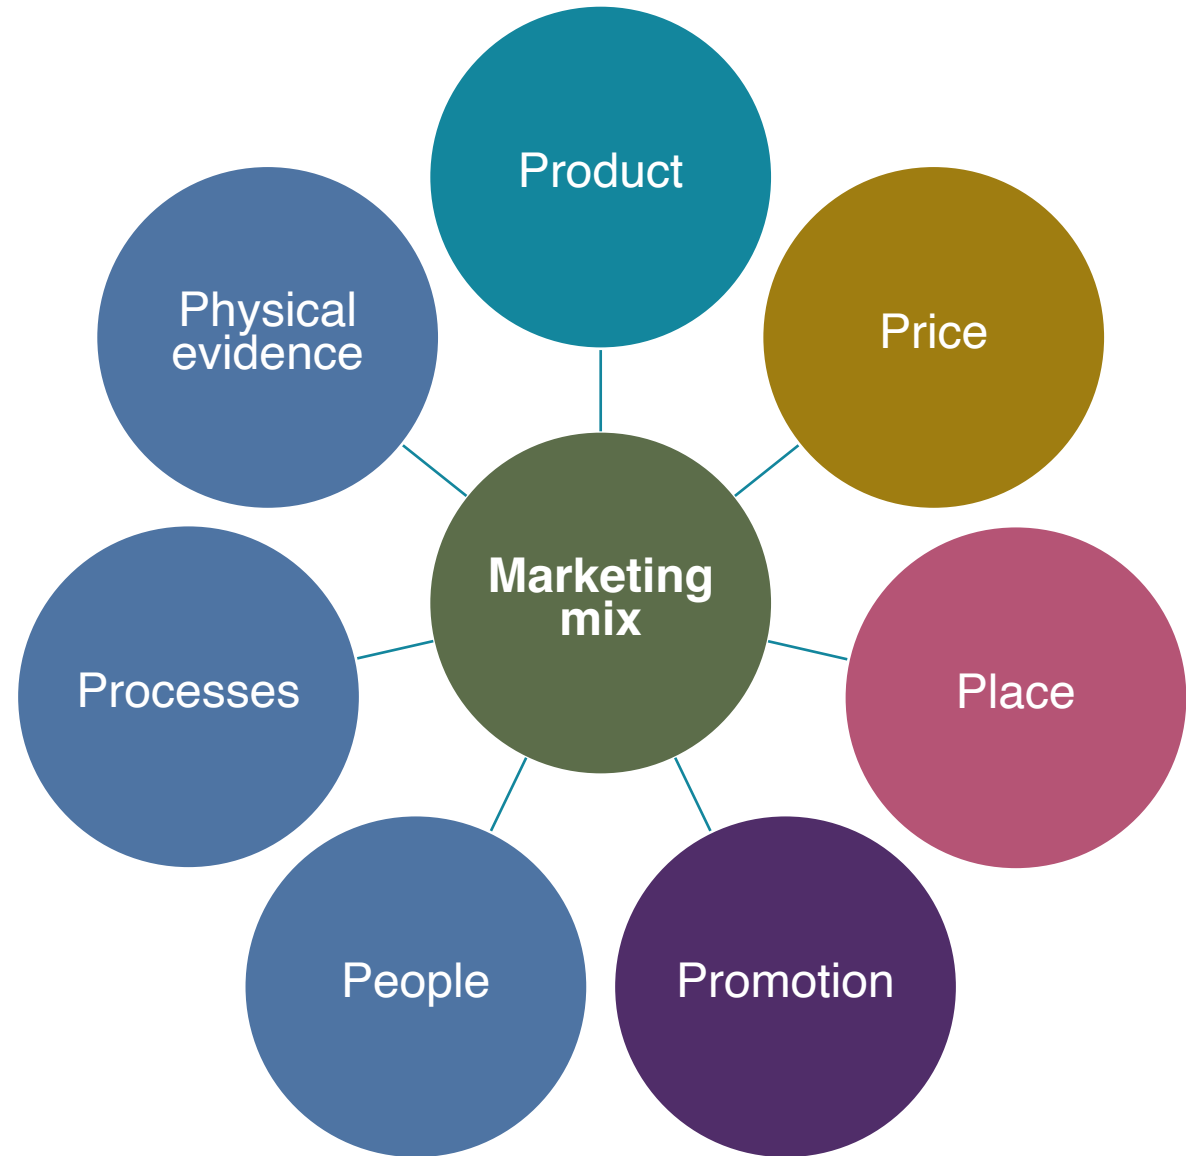 Product
Price
Place
Promotion
People
Processes
Physical
evidence
Marketing
mix